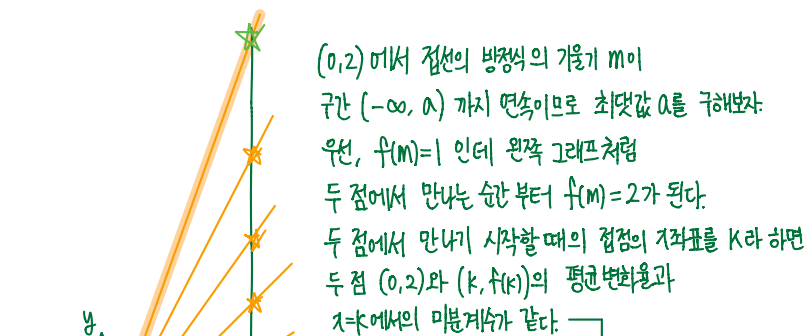 (0,2)에서 접선의 방정식의 기울기 m이
구간 (-∞, a) 까지 연속이므로 최댓값 a를 구해보자.
우선, f(m)=1 인데 왼쪽 그래프처럼
두 점에서 만나는 순간부터 f(m)=2가 된다.
두 점에서 만나기 시작할 때의 접점의 x좌표를 k라 하면
두 점 (0,2)와 (k, f(k))의 평균변화율과
x=k에서의 미분계수가 같다.
y